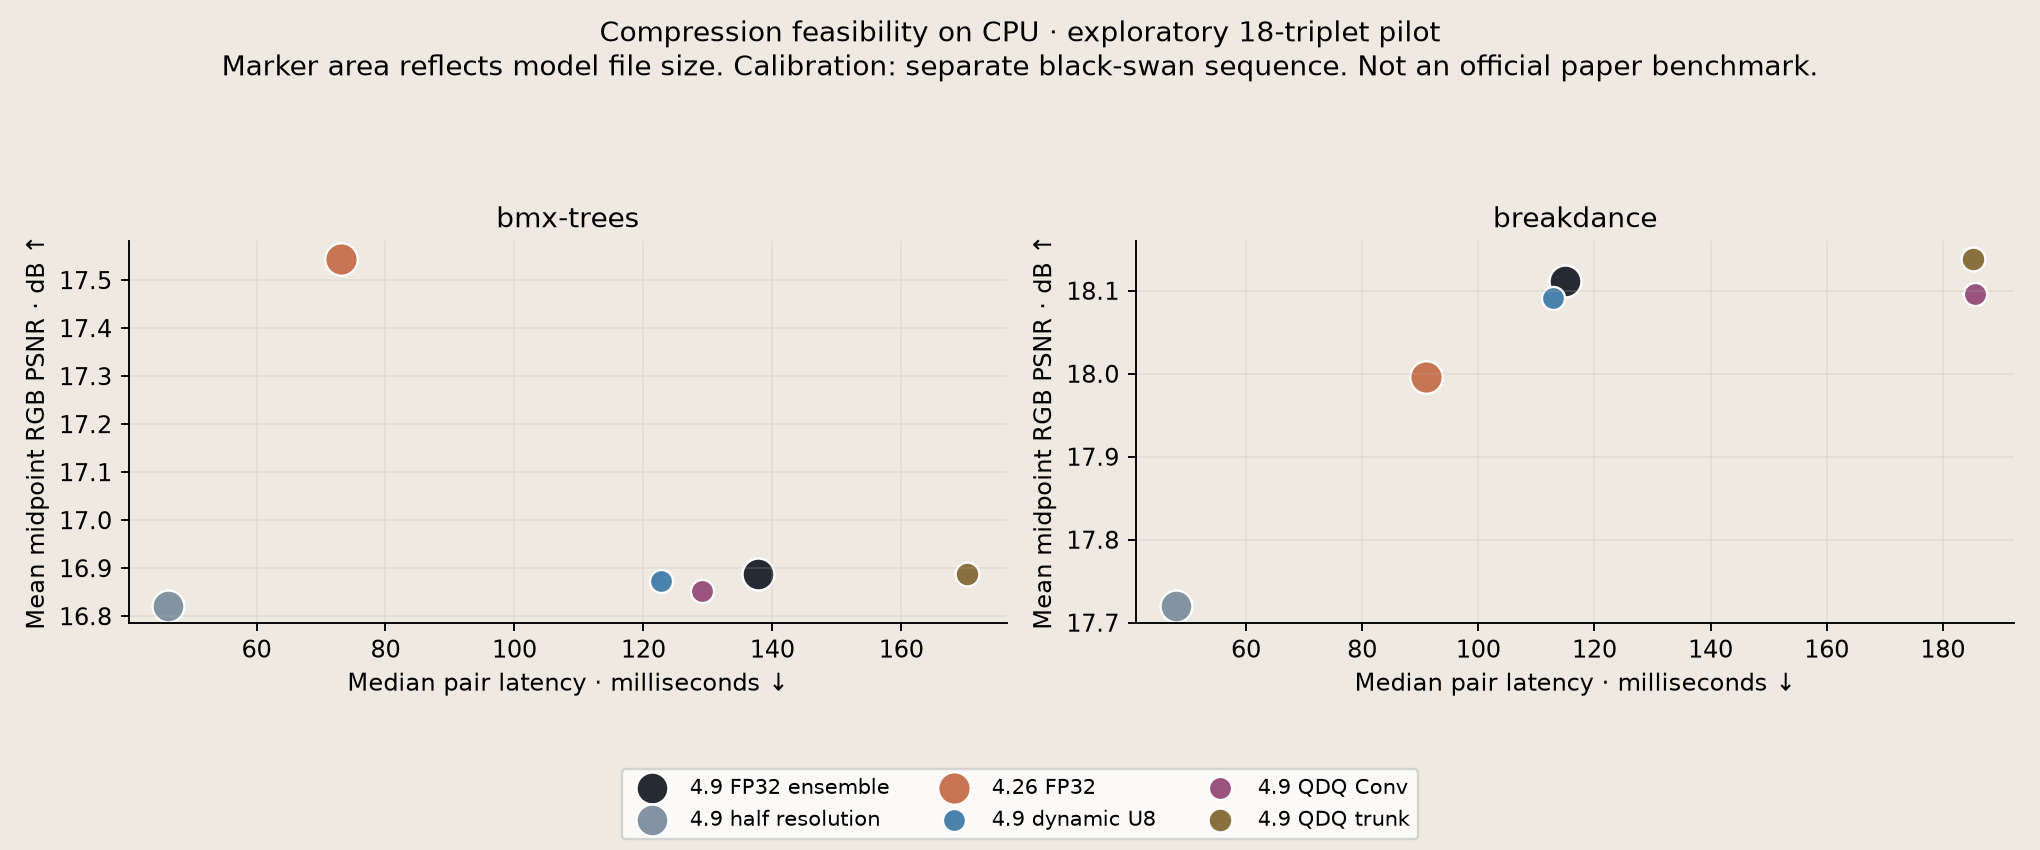 Compression feasibility on CPU · exploratory 18-triplet pilot
Marker area reflects model file size. Calibration: separate black-swan sequence. Not an official paper benchmark.
bmx-trees
Mean midpoint RGB PSNR · dB ↑
17.5
17.4
17.3
17.2
17.1
17.0
16.9
16.8
60 80 100 120 140 160
Median pair latency · milliseconds ↓
breakdance
Mean midpoint RGB PSNR · dB ↑
18.1
18.0
17.9
17.8
17.7
60 80 100 120 140 160 180
Median pair latency · milliseconds ↓
4.9 FP32 ensemble
4.9 half resolution
4.26 FP32
4.9 dynamic U8
4.9 QDQ Conv
4.9 QDQ trunk